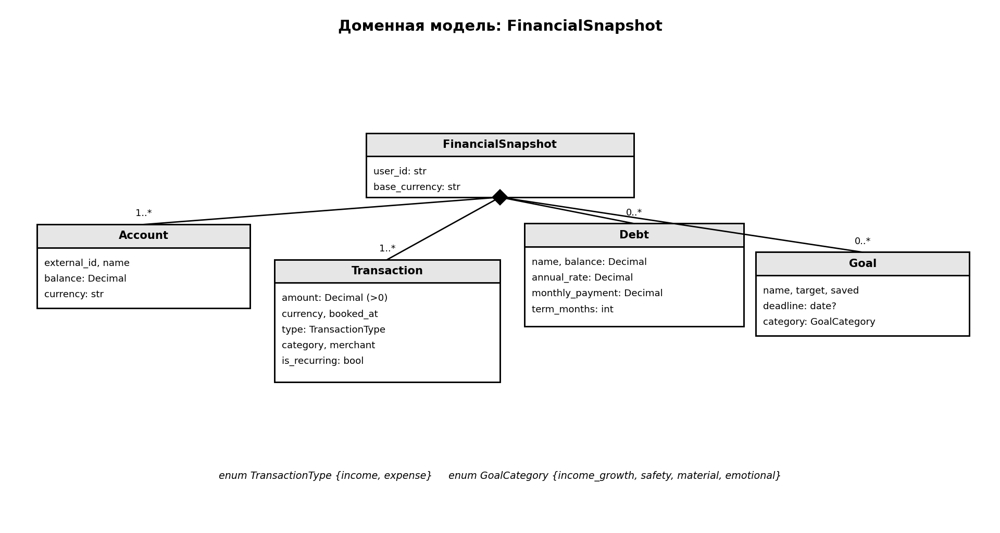 Доменная модель: FinancialSnapshot
FinancialSnapshot
user_id: str
base_currency: str
1..*
Account
external_id, name
balance: Decimal
currency: str
1..*
Transaction
amount: Decimal (>0)
currency, booked_at
type: TransactionType
category, merchant
is_recurring: bool
0..*
Debt
name, balance: Decimal
annual_rate: Decimal
monthly_payment: Decimal
term_months: int
0..*
Goal
name, target, saved
deadline: date?
category: GoalCategory
enum TransactionType {income, expense} enum GoalCategory {income_growth, safety, material, emotional}